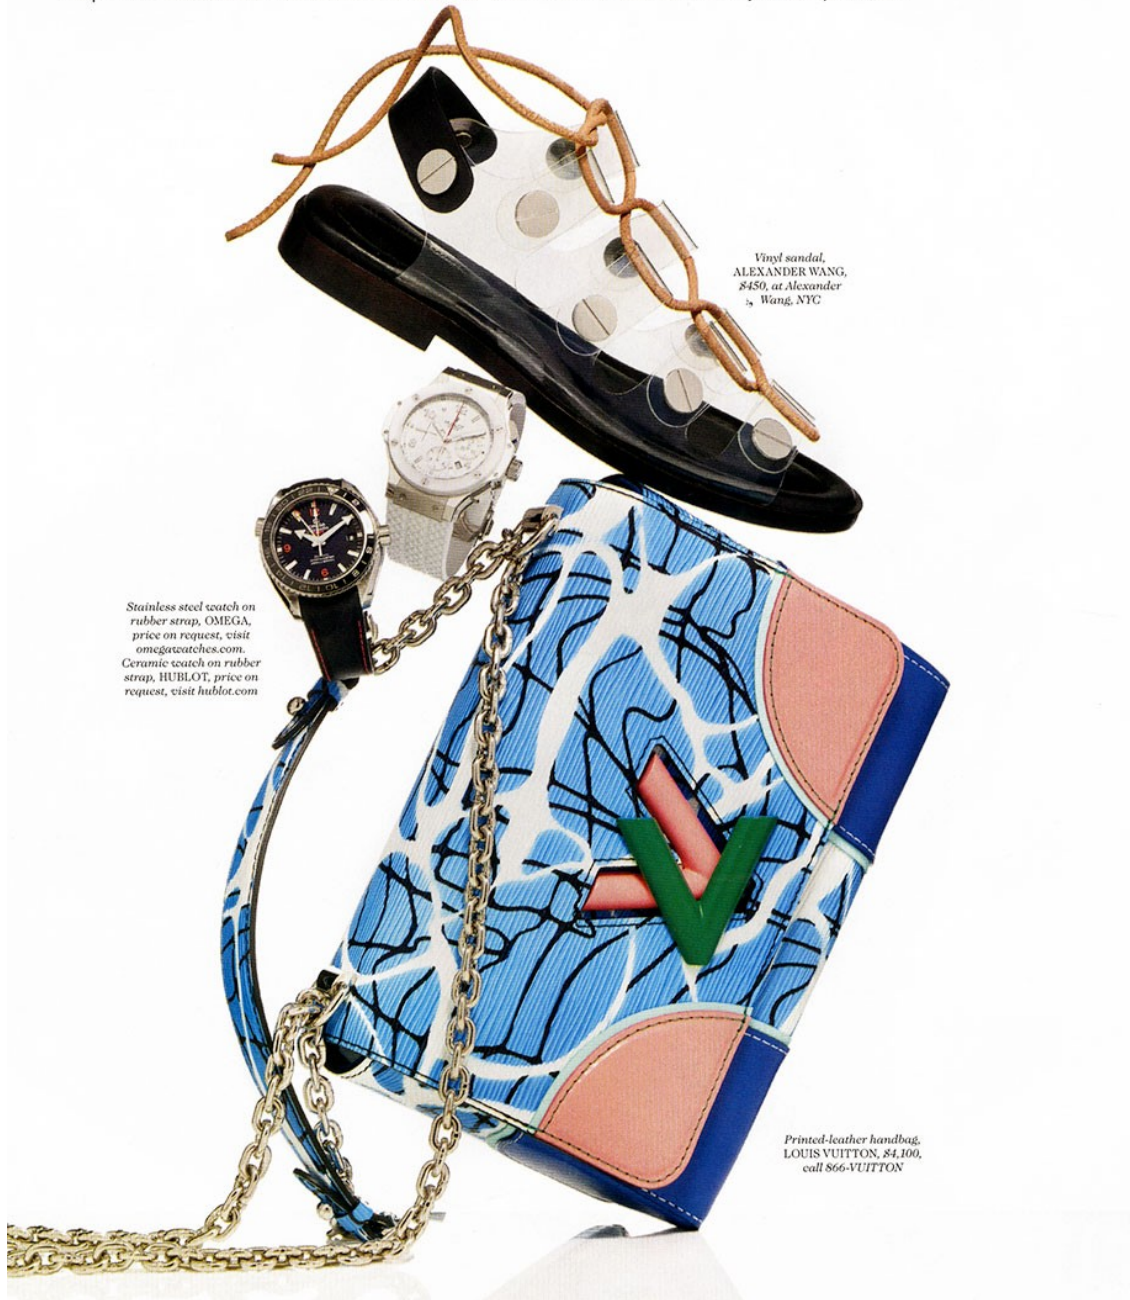 Vinyl sandal,
ALEXANDER WANG,
$450, at Alexander
Wang, NYC
Stainless steel watch on
rubber strap, OMEGA,
price on request, visit
omegawatches.com.
Ceramic watch on rubber
strap, HUBLOT, price on
request, visit hublot.com
Printed-leather handbag,
LOUIS VUITTON, $4,100,
call 866-VUITTON